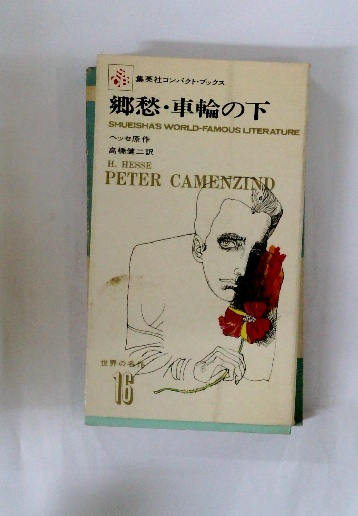 集英社コンパクト・ブックス
郷愁・車輪の下
SHUEISHA'S WORLD-FAMOUS LITERATURE
ヘッセ原作
高橋健二訳
H. HESSE
PETER CAMENZIND
世界の名作
16